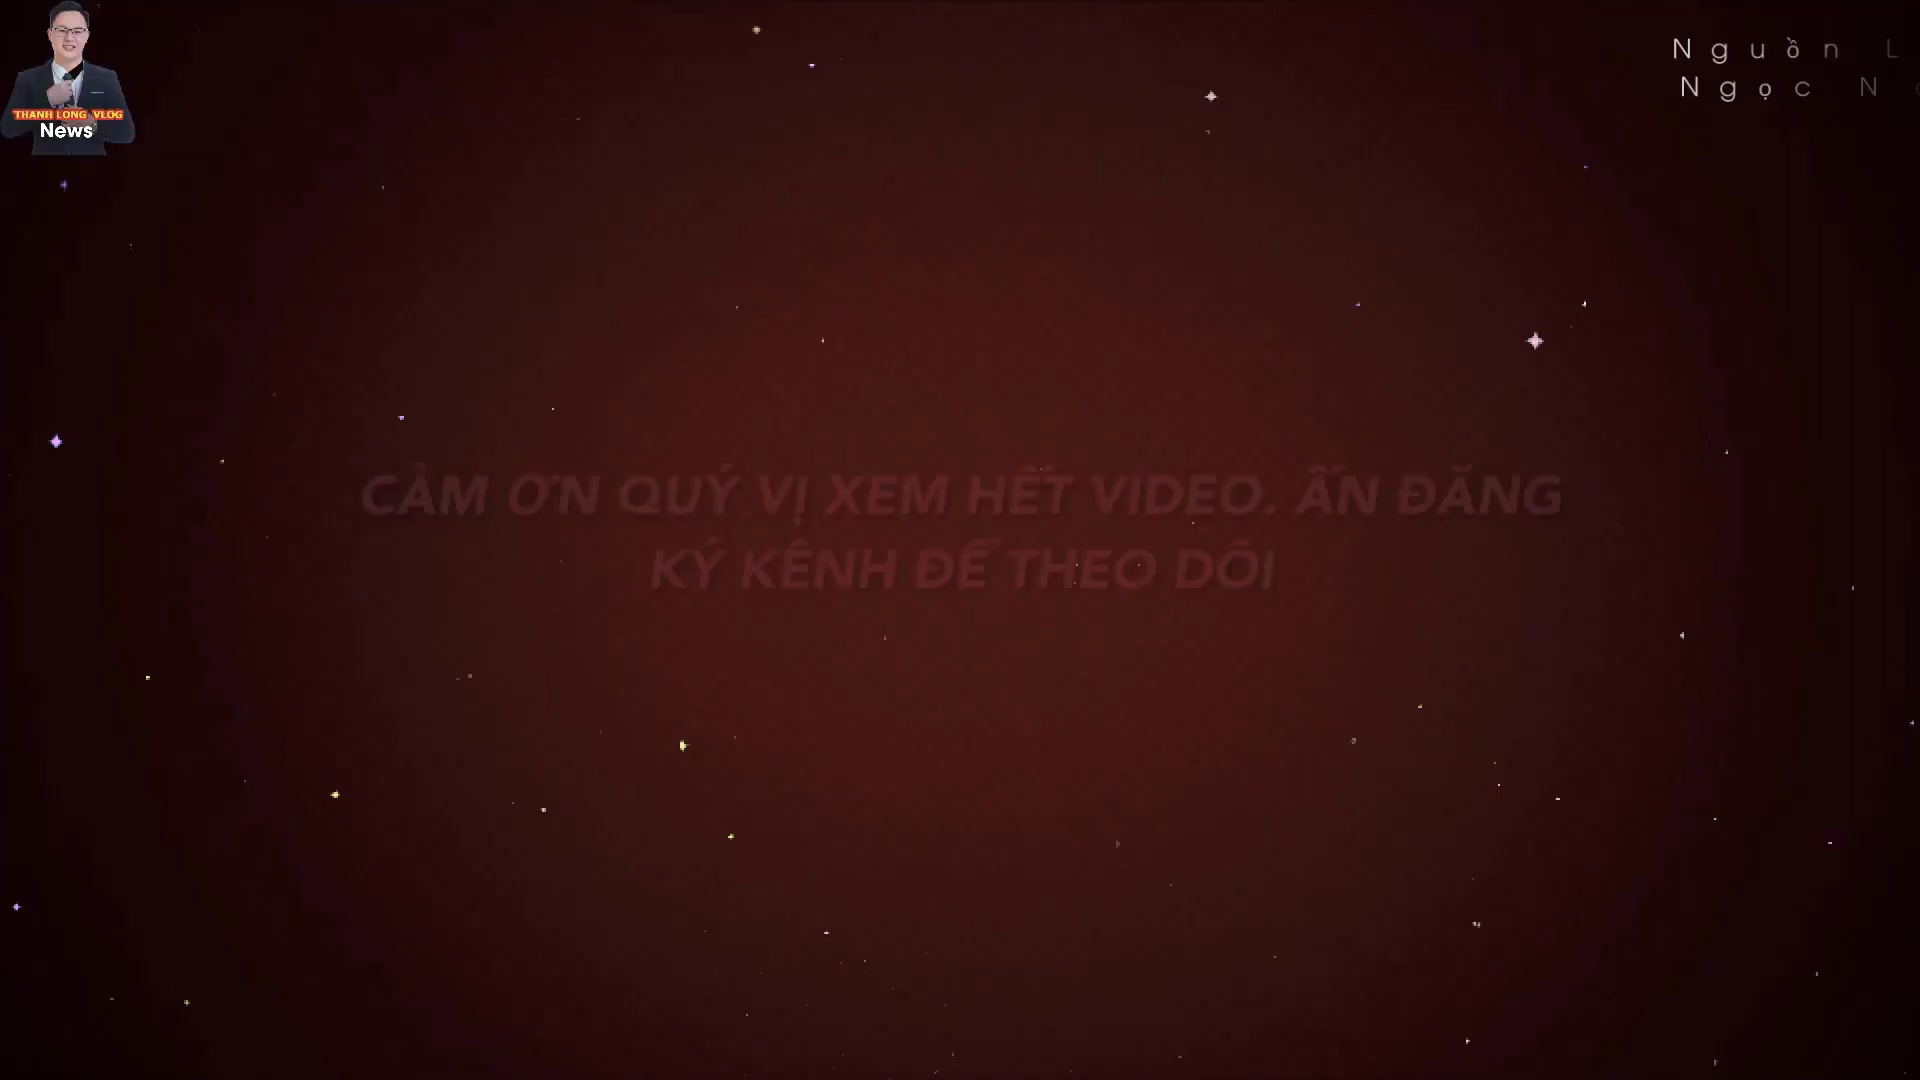 THANH LONG VLOG
News
Nguồn L
Ngọc N
CẢM ƠN QUÝ VỊ XEM HẾT VIDEO. ẤN ĐĂNG
KÝ KÊNH ĐỂ THEO DÕI